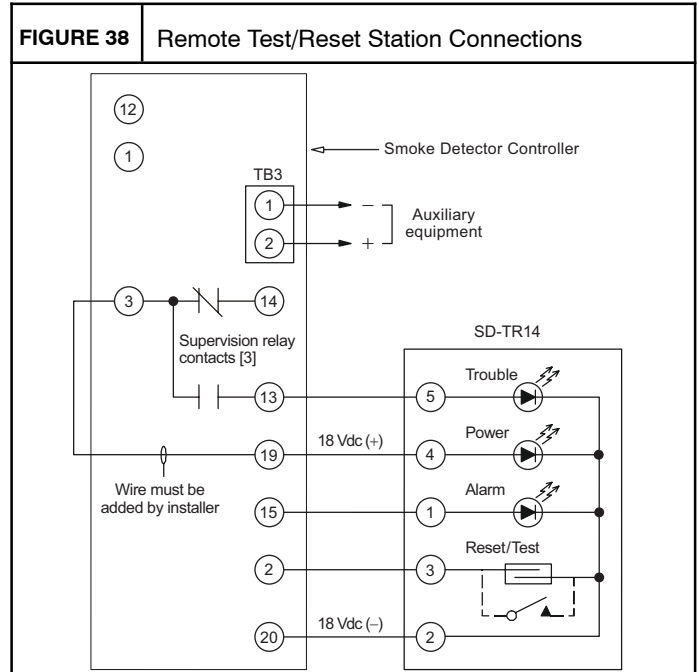 FIGURE 38
Remote Test/Reset Station Connections
12
1
Smoke Detector Controller
TB3
1
−
2
+
Auxiliary
equipment
3
14
Supervision relay
contacts [3]
SD-TR14
13
5
Trouble
19
18 Vdc (+)
4
Power
Wire must be
added by installer
15
1
Alarm
2
3
Reset/Test
20
18 Vdc (−)
2